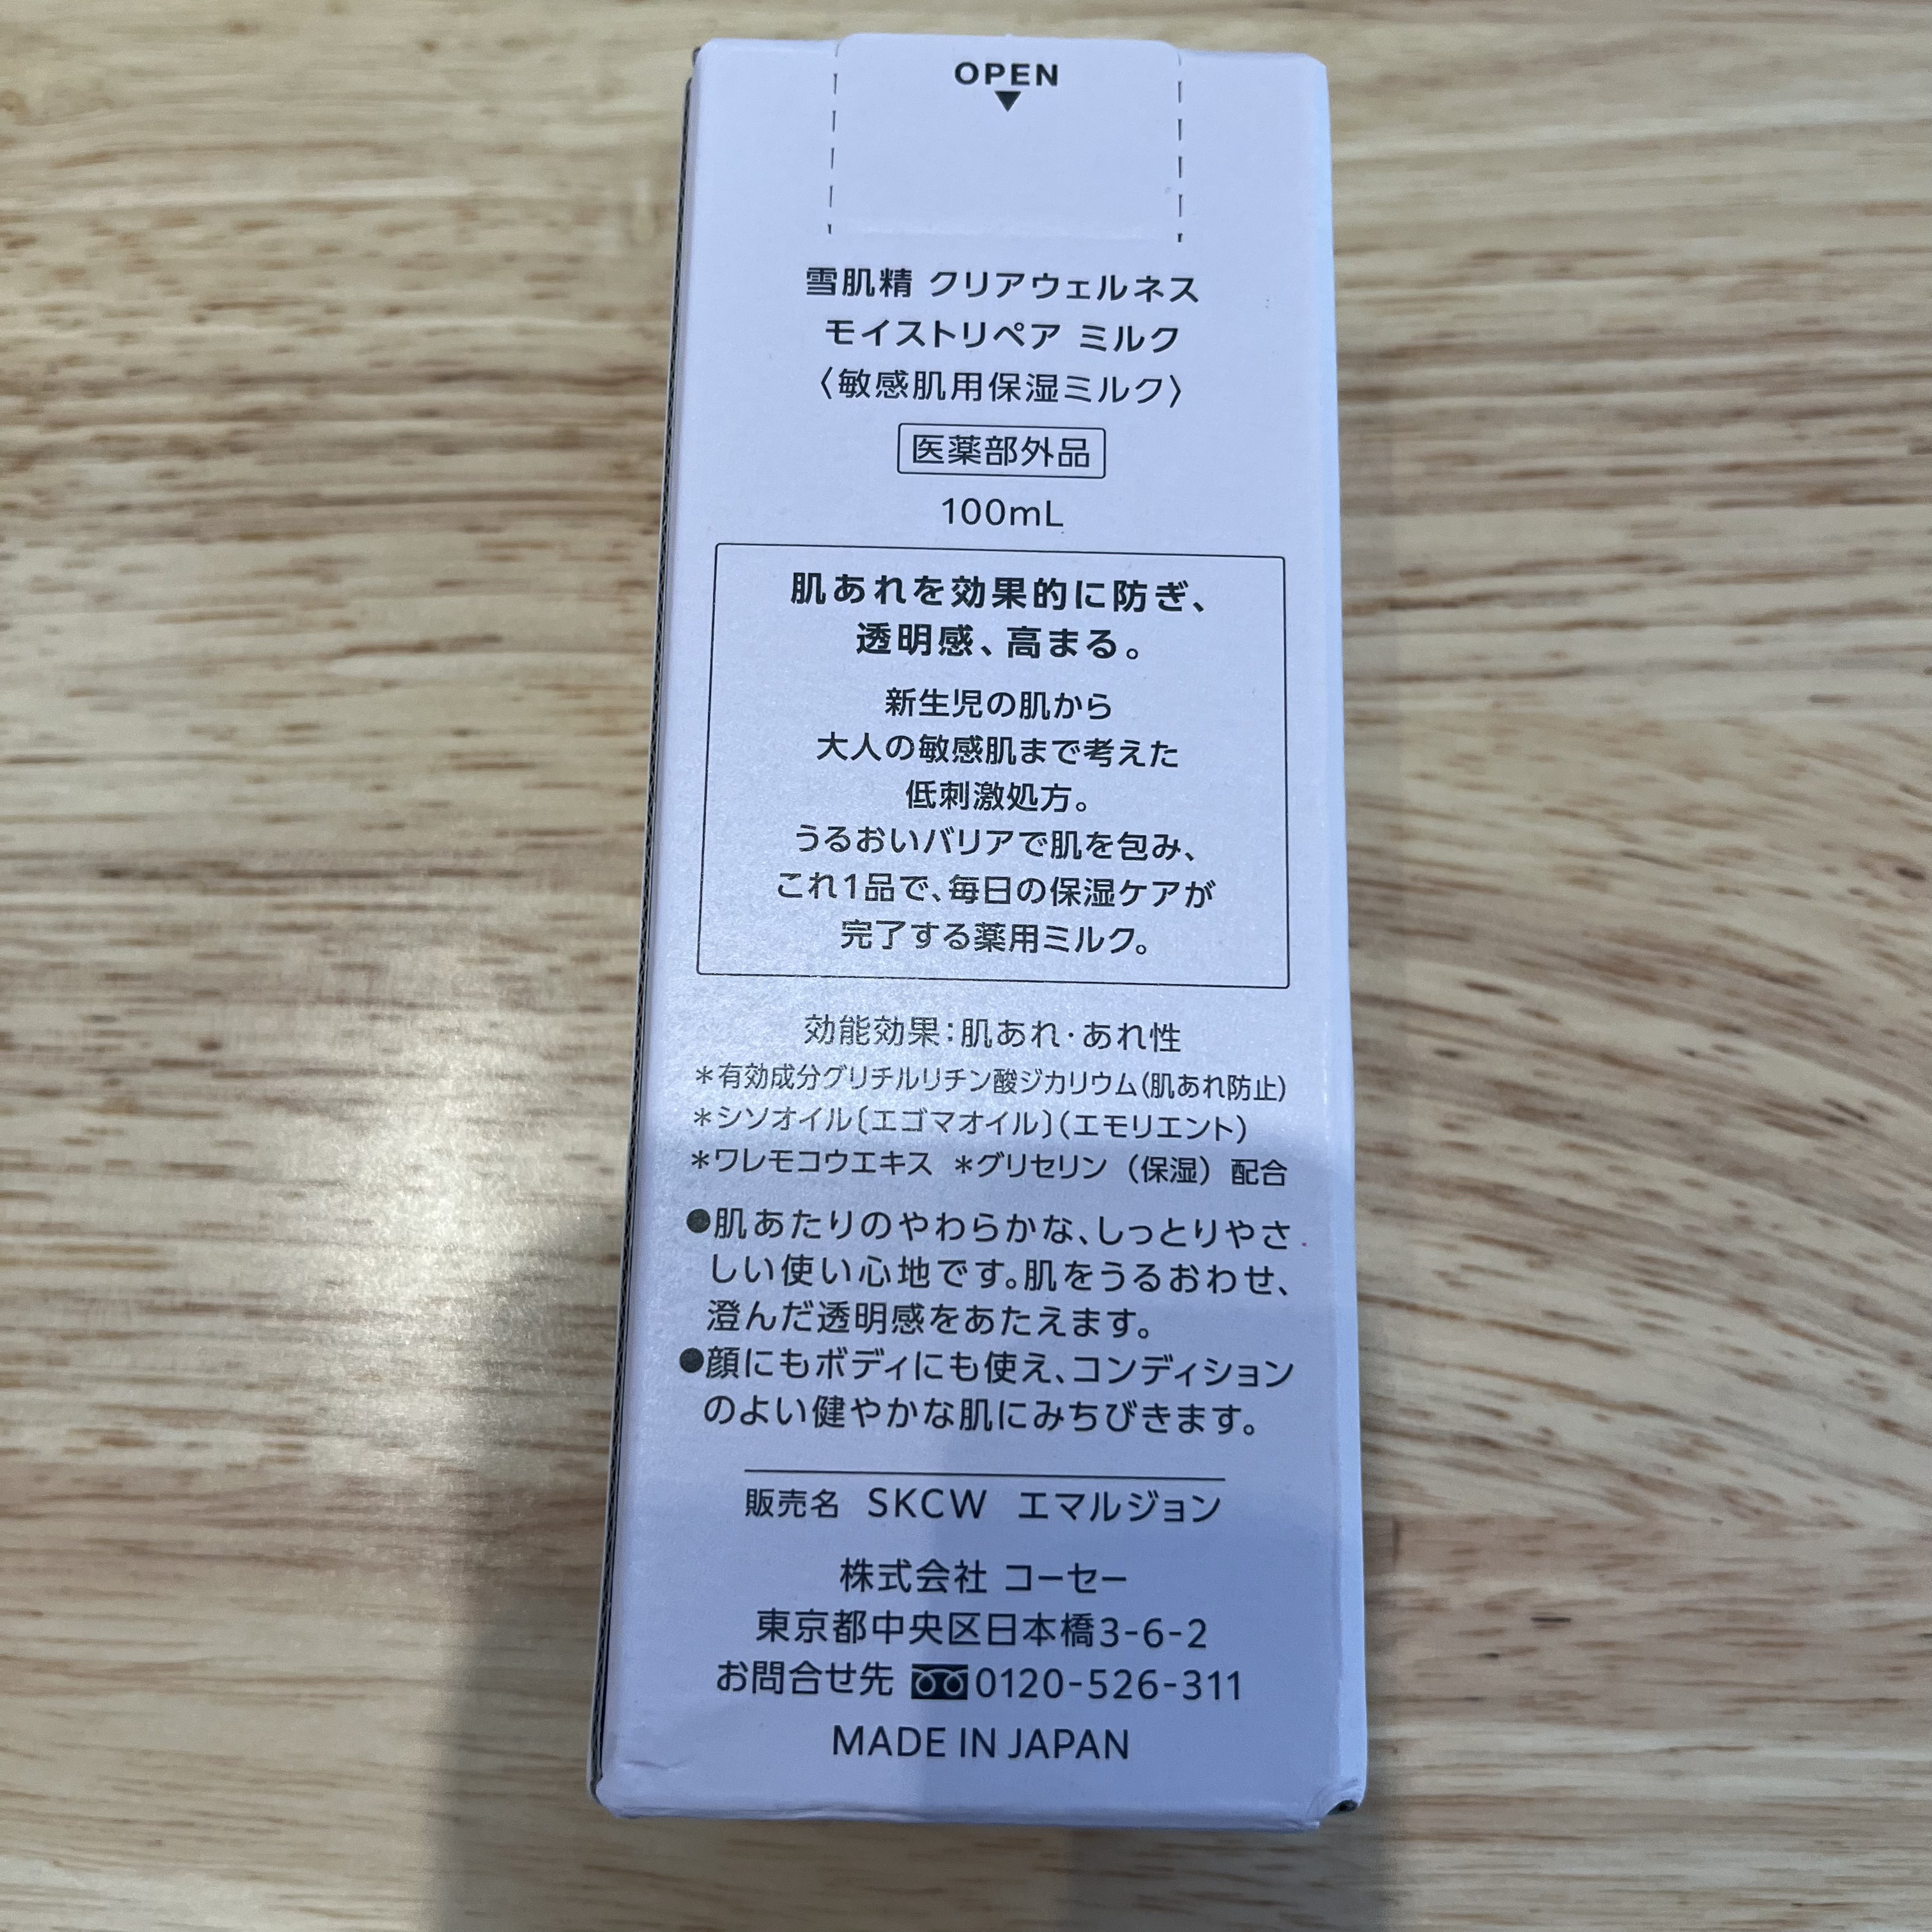 OPEN
雪肌精 クリアウェルネス
モイストリペア ミルク
〈敏感肌用保湿ミルク〉
医薬部外品
100mL
肌あれを効果的に防ぎ、
透明感、高まる。
新生児の肌から
大人の敏感肌まで考えた
低刺激処方。
うるおいバリアで肌を包み、
これ1品で、毎日の保湿ケアが
完了する薬用ミルク。
効能効果：肌あれ・あれ性
＊有効成分グリチルリチン酸ジカリウム(肌あれ防止)
＊シソオイル〔エゴマオイル〕(エモリエント)
＊ワレモコウエキス ＊グリセリン（保湿）配合
●肌あたりのやわらかな、しっとりやさ
しい使い心地です。肌をうるおわせ、
澄んだ透明感をあたえます。
●顔にもボディにも使え、コンディション
のよい健やかな肌にみちびきます。
販売名 SKCW エマルジョン
株式会社 コーセー
東京都中央区日本橋3-6-2
お問合せ先 0120-526-311
MADE IN JAPAN